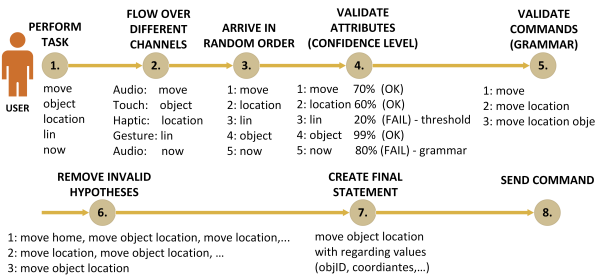 PERFORM TASK
1.
USER
move
object
location
lin
now
FLOW OVER DIFFERENT CHANNELS
2.
Audio: move
Touch: object
Haptic: location
Gesture: lin
Audio: now
ARRIVE IN RANDOM ORDER
3.
1: move
2: location
3: lin
4: object
5: now
VALIDATE ATTRIBUTES (CONFIDENCE LEVEL)
4.
1: move 70% (OK)
2: location 60% (OK)
3: lin 20% (FAIL) - threshold
4: object 99% (OK)
5: now 80% (FAIL) - grammar
VALIDATE COMMANDS (GRAMMAR)
5.
1: move
2: move location
3: move location obje
REMOVE INVALID HYPOTHESES
6.
1: move home, move object location, move location,...
2: move location, move object location, ...
3: move object location
CREATE FINAL STATEMENT
7.
move object location
with regarding values
(objID, coordiantes,...)
SEND COMMAND
8.